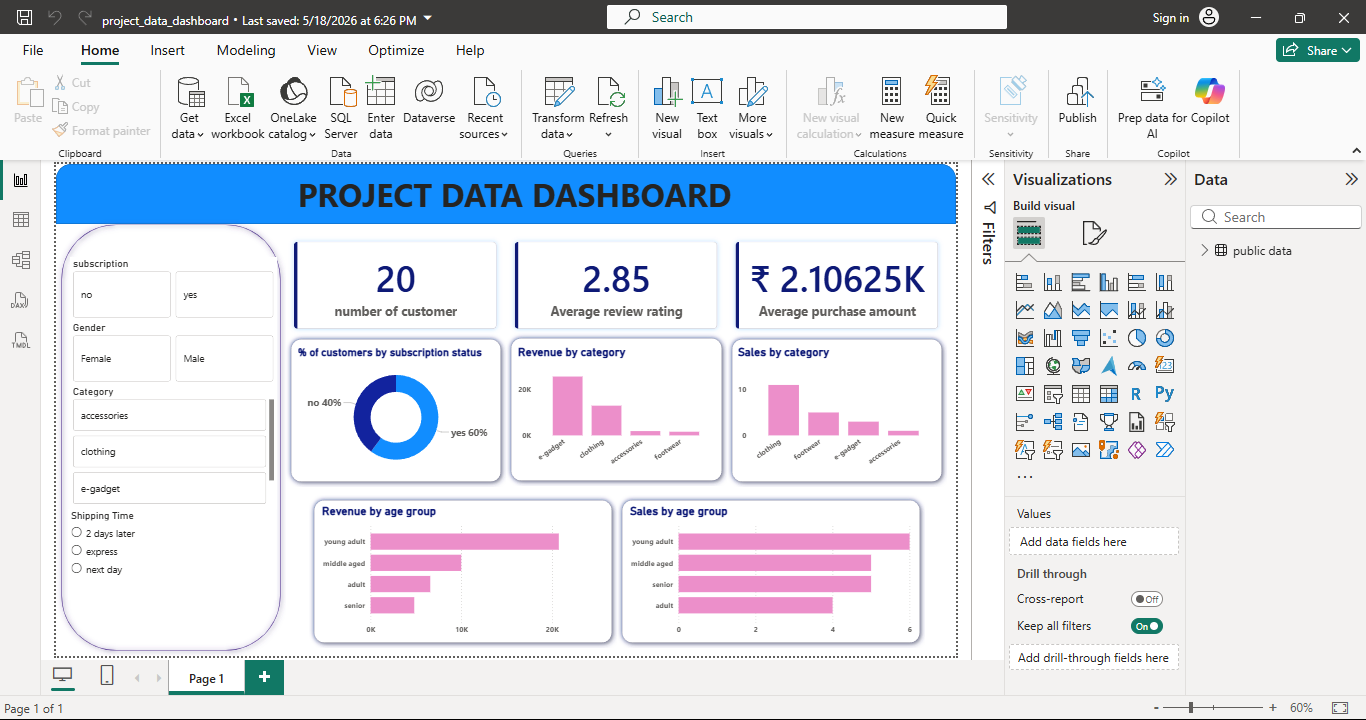 project_data_dashboard • Last saved: 5/18/2026 at 6:26 PM
Search
Sign in
File Home Insert Modeling View Optimize Help
Share
Paste
Cut
Copy
Format painter
Clipboard
Get data
Excel workbook
OneLake catalog
SQL Server
Enter data
Dataverse
Recent sources
Data
Transform data
Refresh
Queries
New visual
Text box
More visuals
Insert
New visual calculation
New measure
Quick measure
Calculations
Sensitivity
Sensitivity
Publish
Share
Prep data for AI
Copilot
Copilot
PROJECT DATA DASHBOARD
subscription
no
yes
Gender
Female
Male
Category
accessories
clothing
e-gadget
Shipping Time
2 days later
express
next day
20
number of customer
2.85
Average review rating
₹ 2.10625K
Average purchase amount
% of customers by subscription status
no 40%
yes 60%
Revenue by category
20K
0K
e-gadget
clothing
accessories
footwear
Sales by category
10
0
clothing
footwear
e-gadget
accessories
Revenue by age group
young adult
middle aged
adult
senior
0K 10K 20K
Sales by age group
young adult
middle aged
senior
adult
0 2 4 6
Filters
Visualizations
Build visual
123
R
Py
...
Values
Add data fields here
Drill through
Cross-report
Off
Keep all filters
On
Add drill-through fields here
Data
Search
public data
DAX
TMDL
Page 1
Page 1 of 1
- + 60%